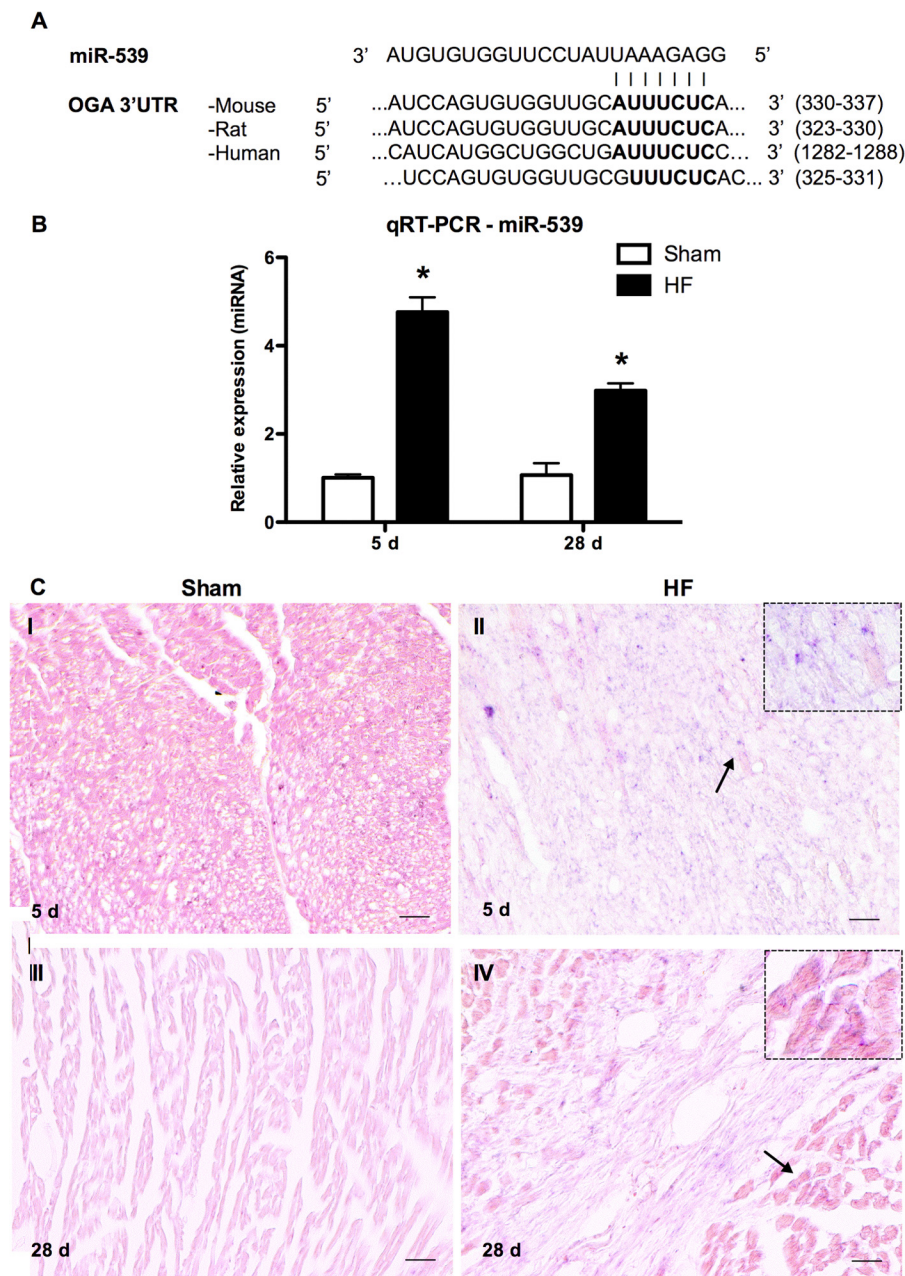 A
miR-539 3’ AUGUGUGGUUCCUAUUAAAGAGG 5’
OGA 3’UTR -Mouse 5’ ...AUCCAGUGUGGUUGCAUUUCUCA... 3’ (330-337)
-Rat 5’ ...AUCCAGUGUGGUUGCAUUUCUCA... 3’ (323-330)
-Human 5’ ...CAUCAUGGCUGGCUGAUUUCUCC... 3’ (1282-1288)
5’ ...UCCAGUGUGGUUGCGUUUCUCAC... 3’ (325-331)
B
qRT-PCR - miR-539
Relative expression (miRNA)
6
4
2
0
Sham
HF
*
*
5 d
28 d
C Sham HF
I
II
5 d
5 d
III
IV
28 d
28 d